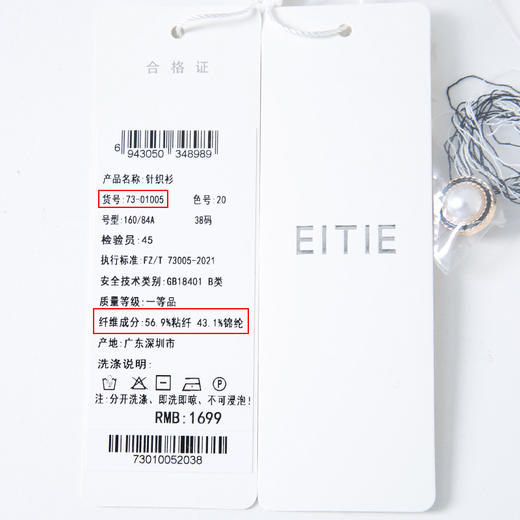 合格证
6 943050 348989
产品名称:针织衫
货号:73-01005 色号:20
号型:160/84A 38码
检验员:45
执行标准:FZ/T 73005-2021
安全技术类别:GB18401 B类
质量等级:一等品
纤维成分:56.9%粘纤 43.1%锦纶
产地:广东深圳市
洗涤说明:
注:分开洗涤、即洗即晾、不可浸泡!
RMB:1699
73010052038
EITIE